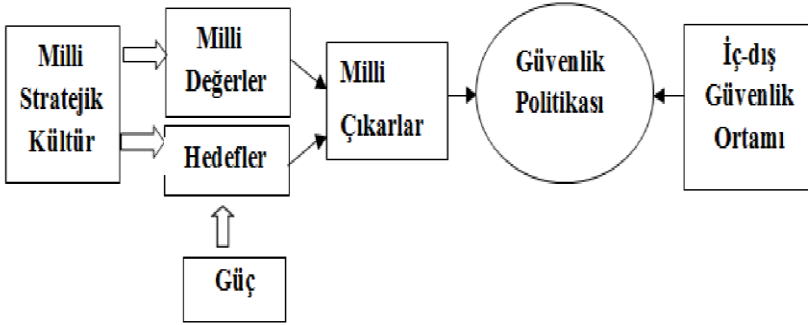 Milli
Stratejik
Kültür
Milli
Değerler
Hedefler
Güç
Milli
Çıkarlar
Güvenlik
Politikası
İç-dış
Güvenlik
Ortamı